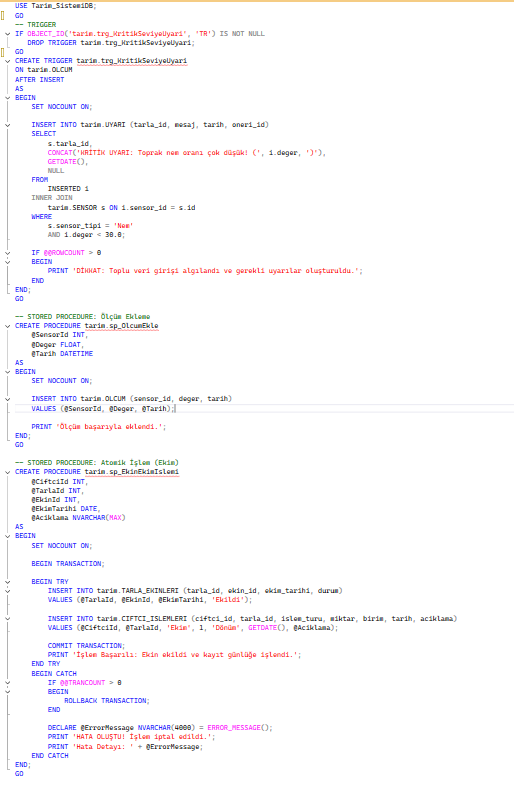 USE Tarim_SistemiDB;
GO
-- TRIGGER
IF OBJECT_ID('tarim.trg_KritikSeviyeUyari', 'TR') IS NOT NULL
DROP TRIGGER tarim.trg_KritikSeviyeUyari;
GO
CREATE TRIGGER tarim.trg_KritikSeviyeUyari
ON tarim.OLCUM
AFTER INSERT
AS
BEGIN
SET NOCOUNT ON;
INSERT INTO tarim.UYARI (tarla_id, mesaj, tarih, oneri_id)
SELECT
s.tarla_id,
CONCAT('KRİTİK UYARI: Toprak nem oranı çok düşük! (', i.deger, ')'),
GETDATE(),
NULL
FROM
INSERTED i
INNER JOIN
tarim.SENSOR s ON i.sensor_id = s.id
WHERE
s.sensor_tipi = 'Nem'
AND i.deger < 30.0;
IF @@ROWCOUNT > 0
BEGIN
PRINT 'DİKKAT: Toplu veri girişi algılandı ve gerekli uyarılar oluşturuldu.';
END
END;
GO
-- STORED PROCEDURE: Ölçüm Ekleme
CREATE PROCEDURE tarim.sp_OlcumEkle
@SensorId INT,
@Deger FLOAT,
@Tarih DATETIME
AS
BEGIN
SET NOCOUNT ON;
INSERT INTO tarim.OLCUM (sensor_id, deger, tarih)
VALUES (@SensorId, @Deger, @Tarih);
PRINT 'Ölçüm başarıyla eklendi.';
END;
GO
-- STORED PROCEDURE: Atomik İşlem (Ekim)
CREATE PROCEDURE tarim.sp_EkinEkimIslemi
@CiftciId INT,
@TarlaId INT,
@EkinId INT,
@EkimTarihi DATE,
@Aciklama NVARCHAR(MAX)
AS
BEGIN
SET NOCOUNT ON;
BEGIN TRANSACTION;
BEGIN TRY
INSERT INTO tarim.TARLA_EKINLERI (tarla_id, ekin_id, ekim_tarihi, durum)
VALUES (@TarlaId, @EkinId, @EkimTarihi, 'Ekildi');
INSERT INTO tarim.CIFTCI_ISLEMLERI (ciftci_id, tarla_id, islem_turu, miktar, birim, tarih, aciklama)
VALUES (@CiftciId, @TarlaId, 'Ekim', 1, 'Dönüm', GETDATE(), @Aciklama);
COMMIT TRANSACTION;
PRINT 'İşlem Başarılı: Ekin ekildi ve kayıt günlüğe işlendi.';
END TRY
BEGIN CATCH
IF @@TRANCOUNT > 0
BEGIN
ROLLBACK TRANSACTION;
END
DECLARE @ErrorMessage NVARCHAR(4000) = ERROR_MESSAGE();
PRINT 'HATA OLUŞTU! İşlem iptal edildi.';
PRINT 'Hata Detayı: ' + @ErrorMessage;
END CATCH
END;
GO